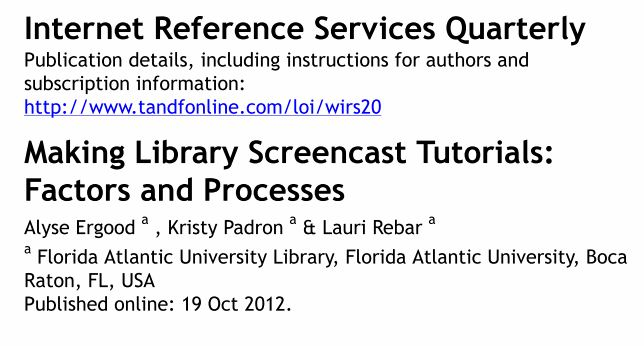 Internet Reference Services Quarterly
Publication details, including instructions for authors and
subscription information:
http://www.tandfonline.com/loi/wirs20
Making Library Screencast Tutorials:
Factors and Processes
Alyse Ergood a , Kristy Padron a & Lauri Rebar a
a Florida Atlantic University Library, Florida Atlantic University, Boca
Raton, FL, USA
Published online: 19 Oct 2012.